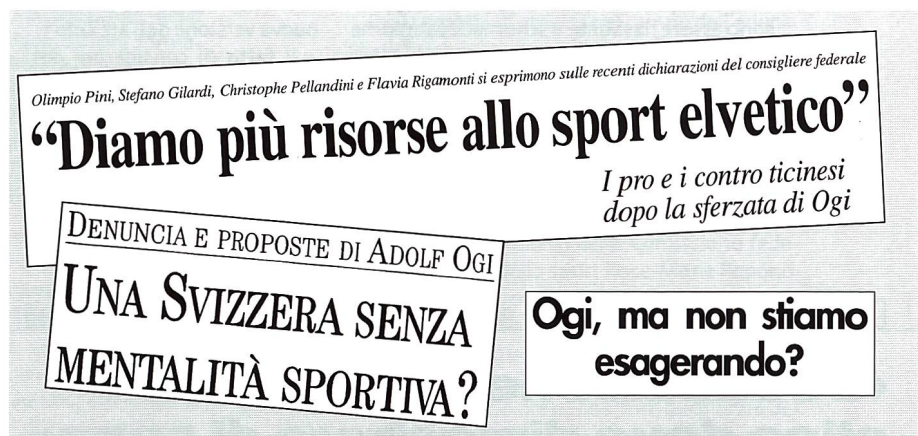 Olimpio Pini, Stefano Gilardi, Christophe Pellandini e Flavia Rigamonti si esprimono sulle recenti dichiarazioni del consigliere federale
“Diamo più risorse allo sport elvetico”
I pro e i contro ticinesi
dopo la sferzata di Ogi
DENUNCIA E PROPOSTE DI ADOLF OGI
UNA SVIZZERA SENZA
MENTALITÀ SPORTIVA?
Ogi, ma non stiamo
esagerando?